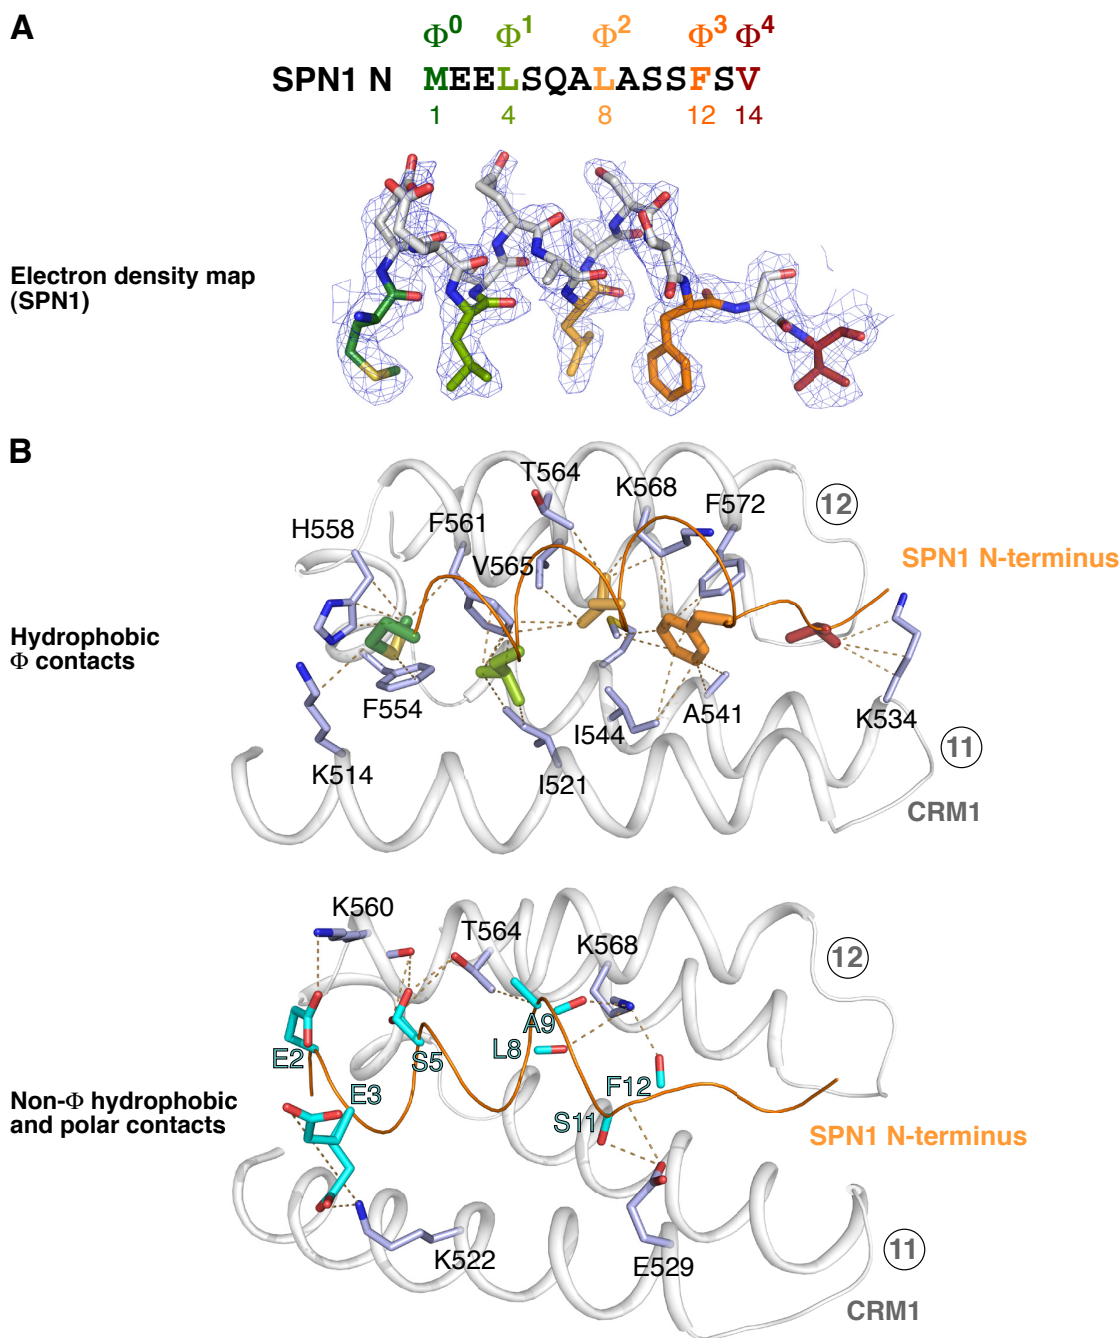 A
Φ0 Φ1 Φ2 Φ3 Φ4
SPN1 N MEELSQALASSFSV
1 4 8 12 14
Electron density map
(SPN1)
B
T564
K568
F572
12
H558
F561
V565
SPN1 N-terminus
Hydrophobic
Φ contacts
F554
I544
A541
K534
K514
I521
11
CRM1
K560
T564
K568
12
A9
L8
E2
S5
E3
F12
S11
Non-Φ hydrophobic
and polar contacts
SPN1 N-terminus
K522
E529
11
CRM1